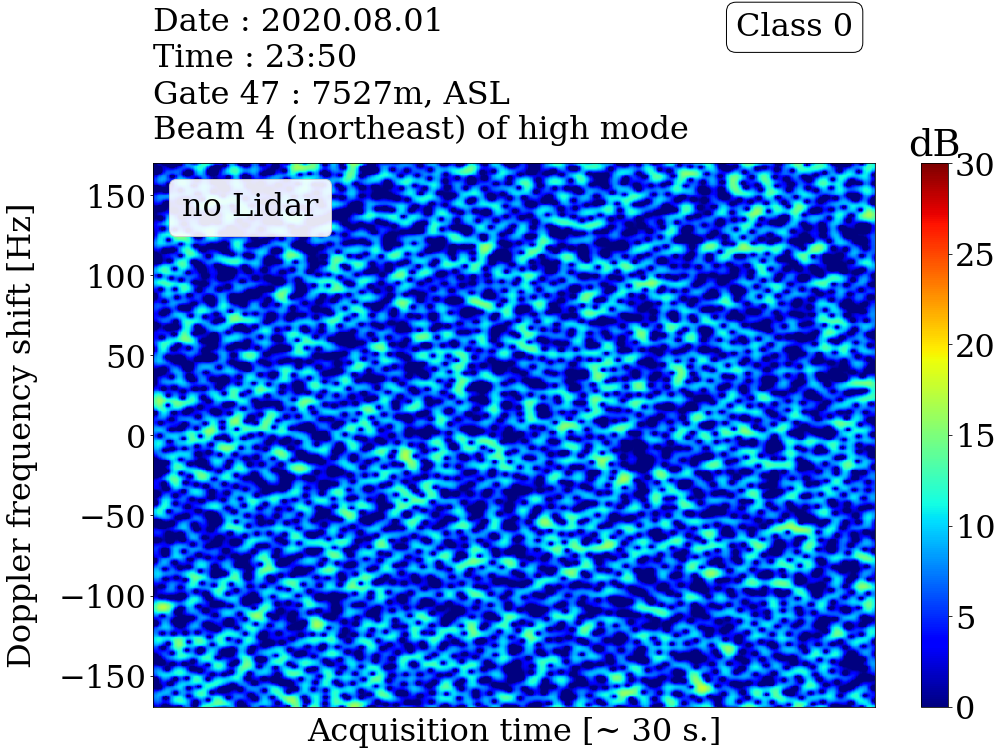 Date : 2020.08.01
Time : 23:50
Gate 47 : 7527m, ASL
Beam 4 (northeast) of high mode
Class 0
no Lidar
Doppler frequency shift [Hz]
150
100
50
0
−50
−100
−150
Acquisition time [~ 30 s.]
dB
30
25
20
15
10
5
0